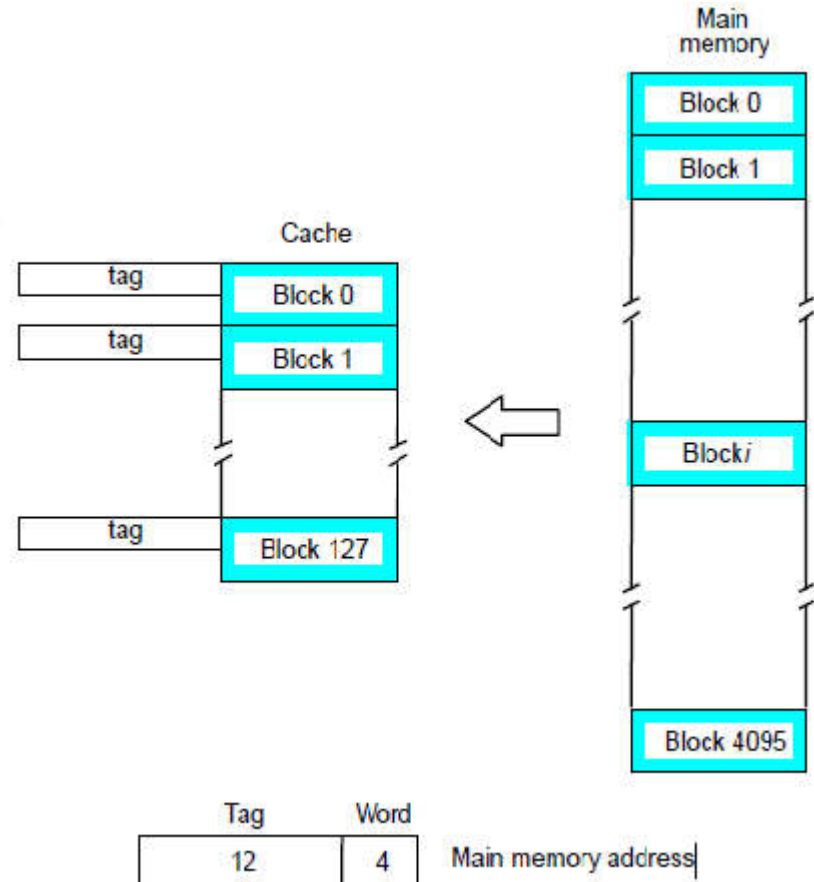 Main
memory
Block 0
Block 1
Cache
tag
Block 0
tag
Block 1
Blocki
tag
Block 127
Block 4095
Tag Word
12 4 Main memory address